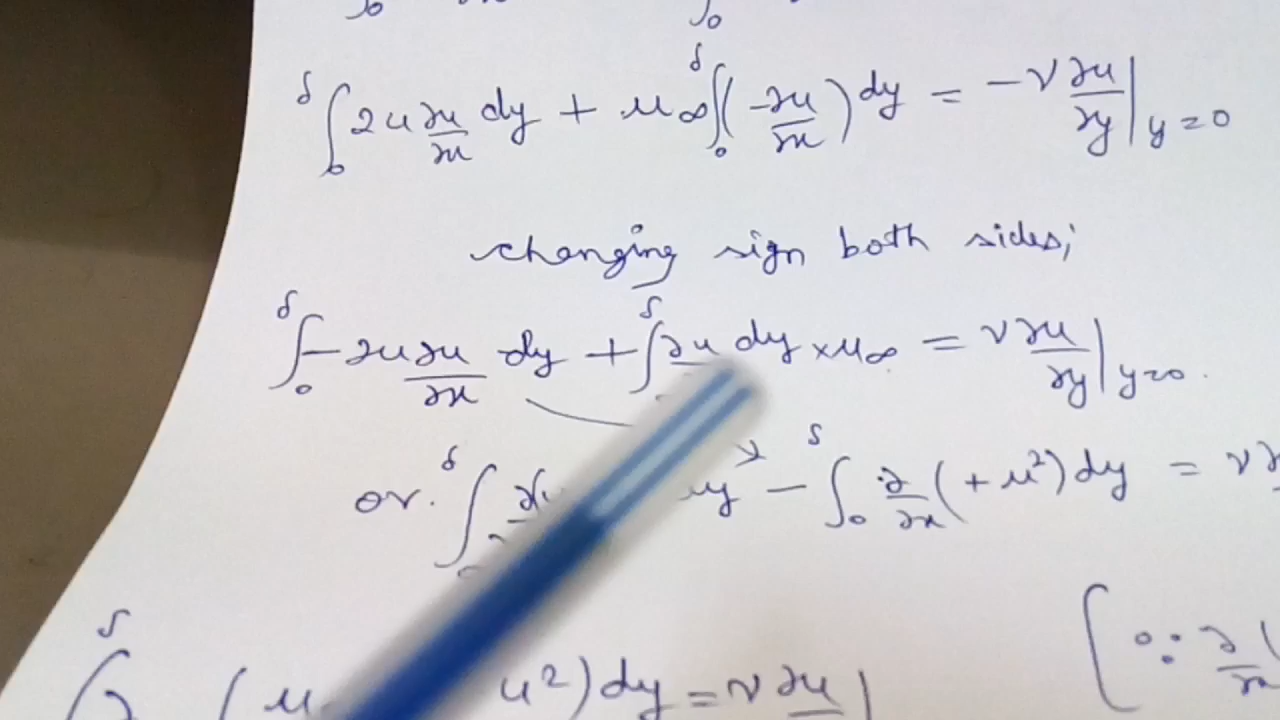 δ∫0 2u ∂u/∂x dy + u∞ δ∫0 (-∂u/∂x) dy = -ν ∂u/∂y |y=0
changing sign both sides;
δ∫0 -2u ∂u/∂x dy + δ∫ ∂u dy × u∞ = ν ∂u/∂y |y=0.
or. δ∫ dy - δ∫0 ∂/∂x (+u²) dy = ν
[∵ ∂/∂x (
δ∫ (u u²) dy = ν ∂u |